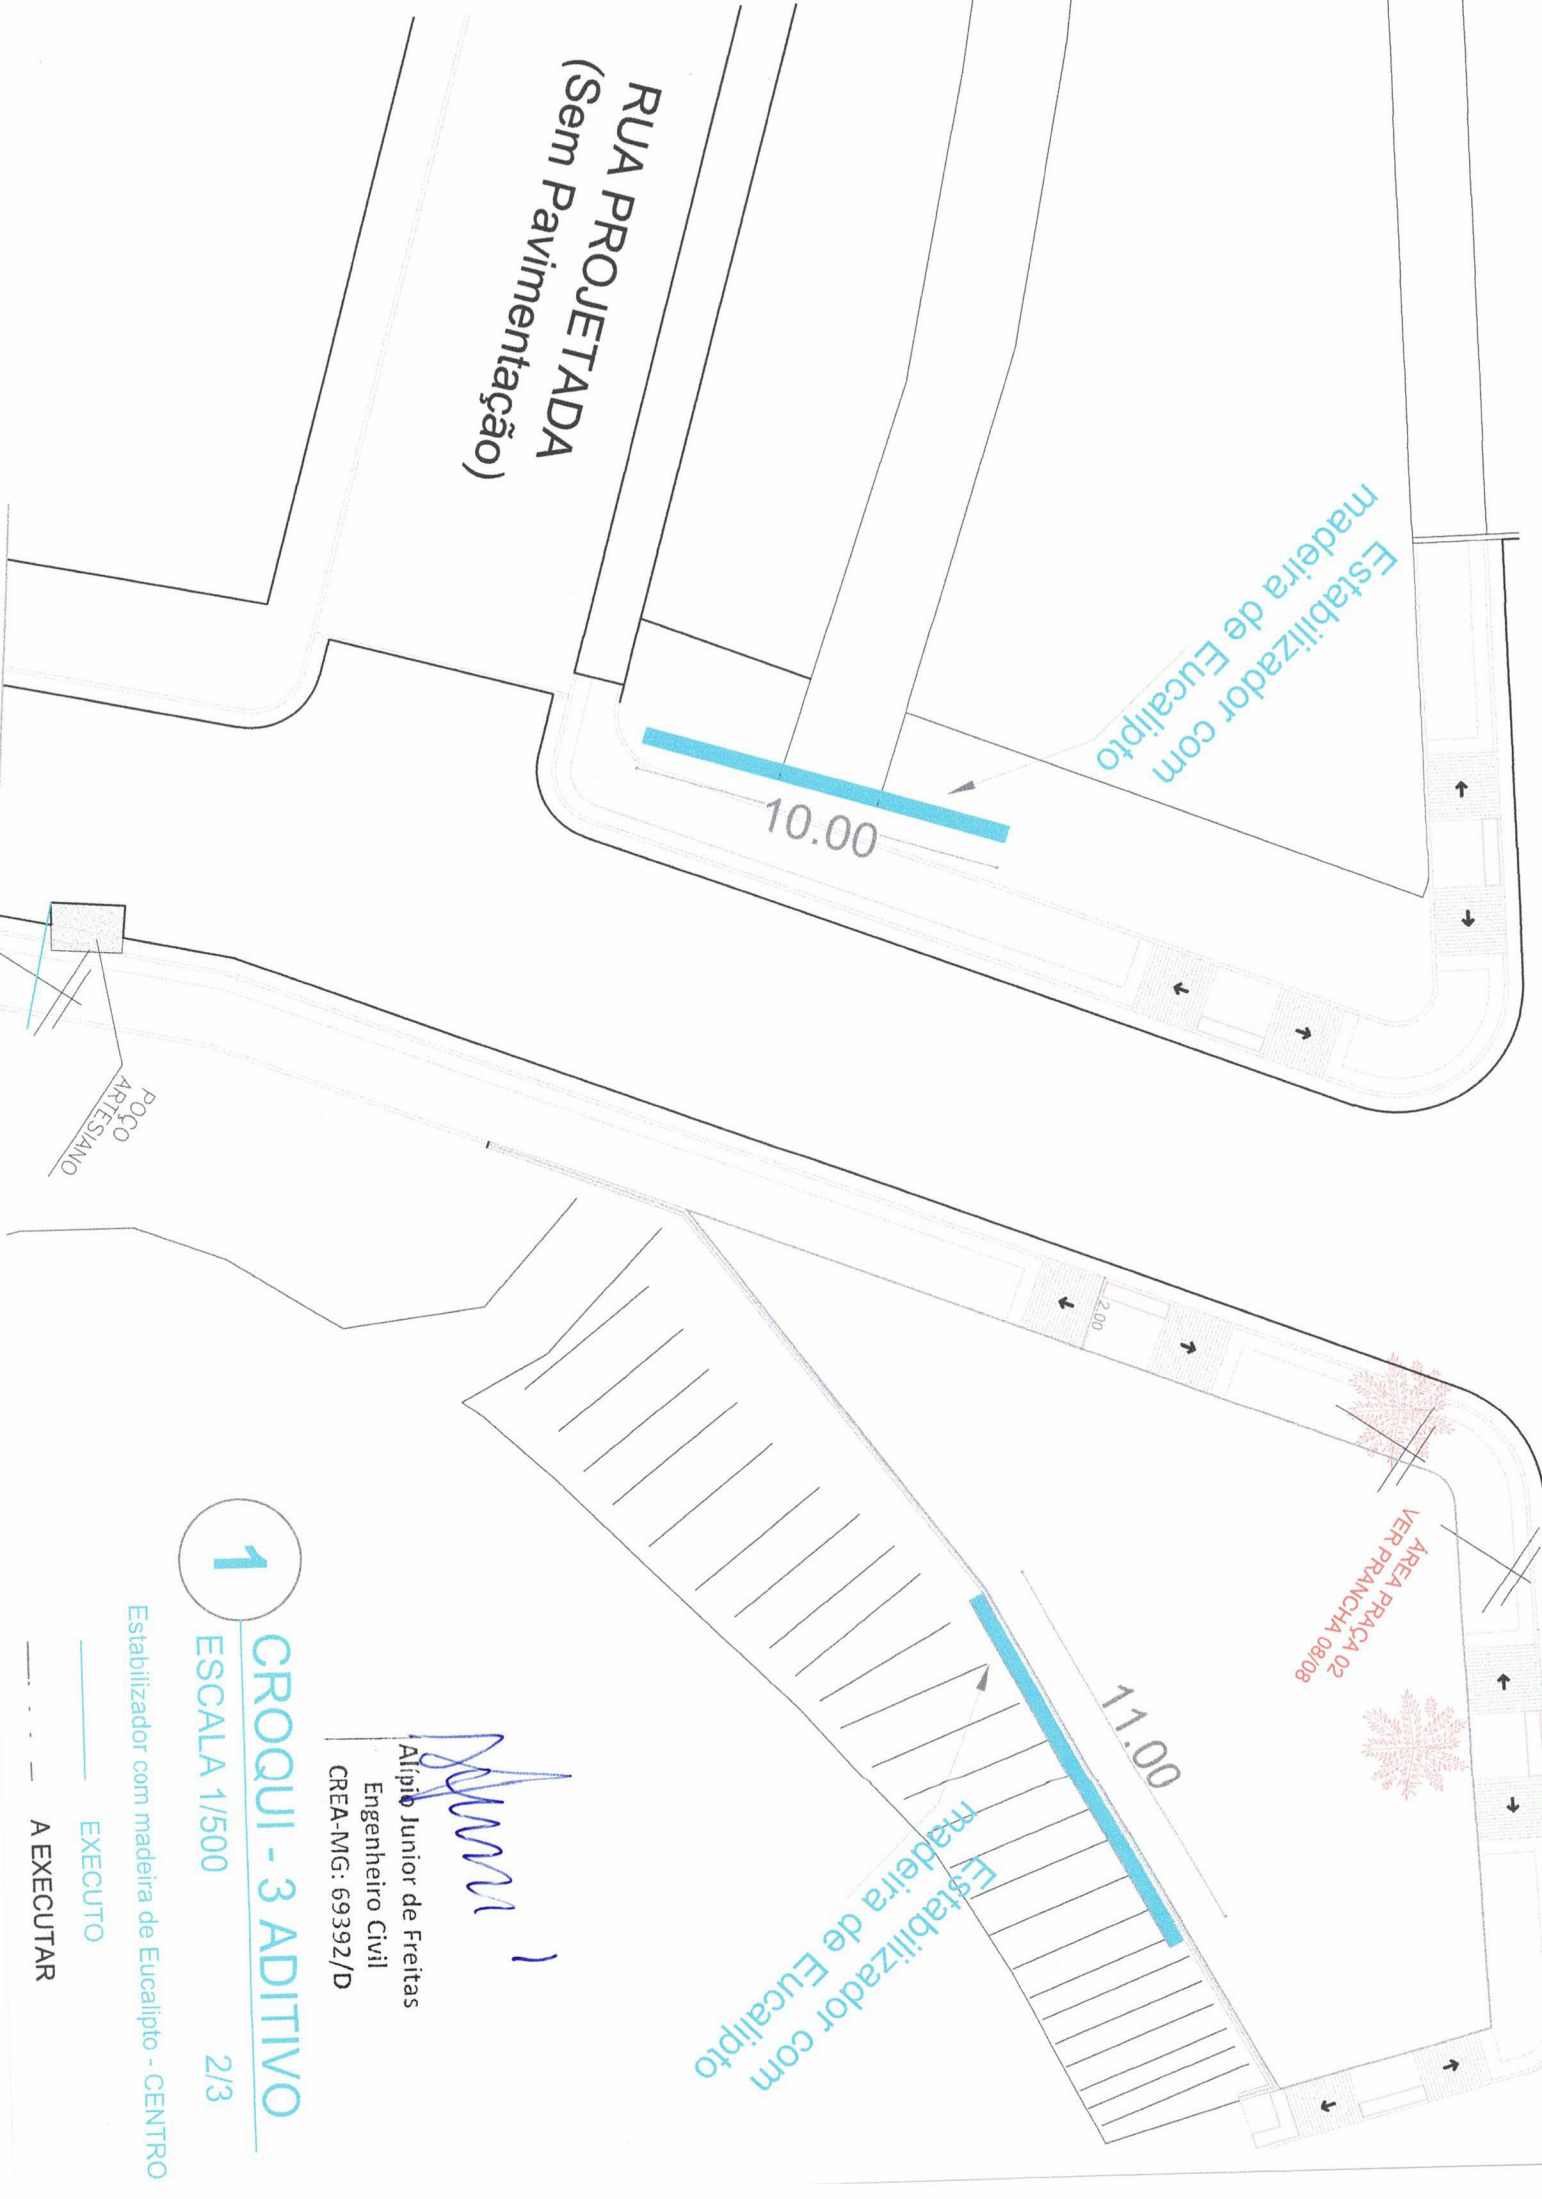 RUA PROJETADA
(Sem Pavimentação)
Estabilizador com
madeira de Eucalipto
10.00
POÇO
ARTESIANO
2.00
ÁREA PRAÇA 02
VER PRANCHA 08/08
11.00
Estabilizador com
madeira de Eucalipto
Alípio Junior de Freitas
Engenheiro Civil
CREA-MG: 69392/D
1
CROQUI - 3 ADITIVO
ESCALA 1/500 2/3
Estabilizador com madeira de Eucalipto - CENTRO
EXECUTO
A EXECUTAR